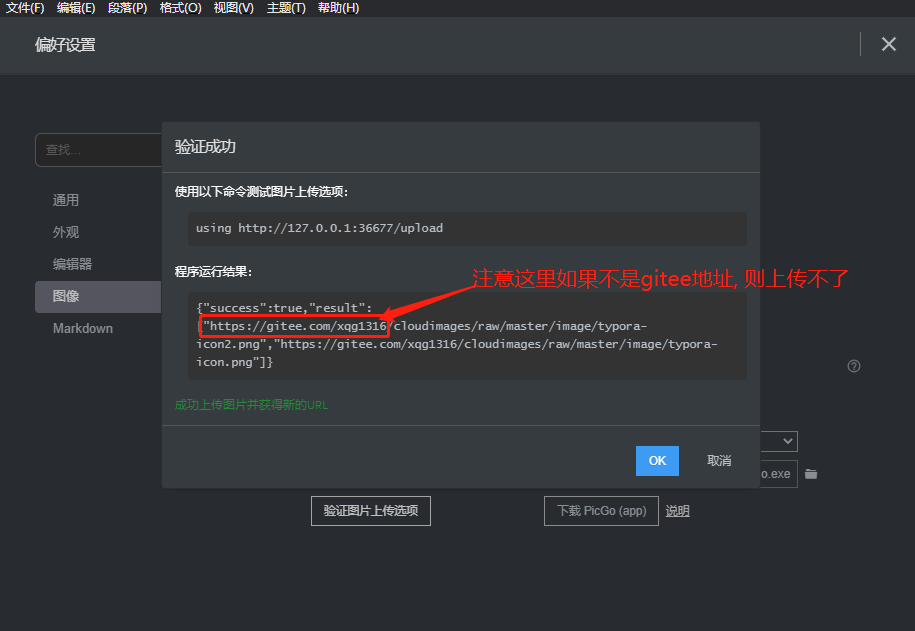 文件(F) 编辑(E) 段落(P) 格式(O) 视图(V) 主题(T) 帮助(H)
偏好设置
查找...
通用
外观
编辑器
图像
Markdown
验证成功
使用以下命令测试图片上传选项：
using http://127.0.0.1:36677/upload
程序运行结果：
注意这里如果不是gitee地址, 则上传不了
{"success":true,"result":
["https://gitee.com/xqg1316/cloudimages/raw/master/image/typora-
icon2.png","https://gitee.com/xqg1316/cloudimages/raw/master/image/typora-
icon.png"]}
成功上传图片并获得新的URL
OK 取消
o.exe
验证图片上传选项 下载 PicGo (app) 说明